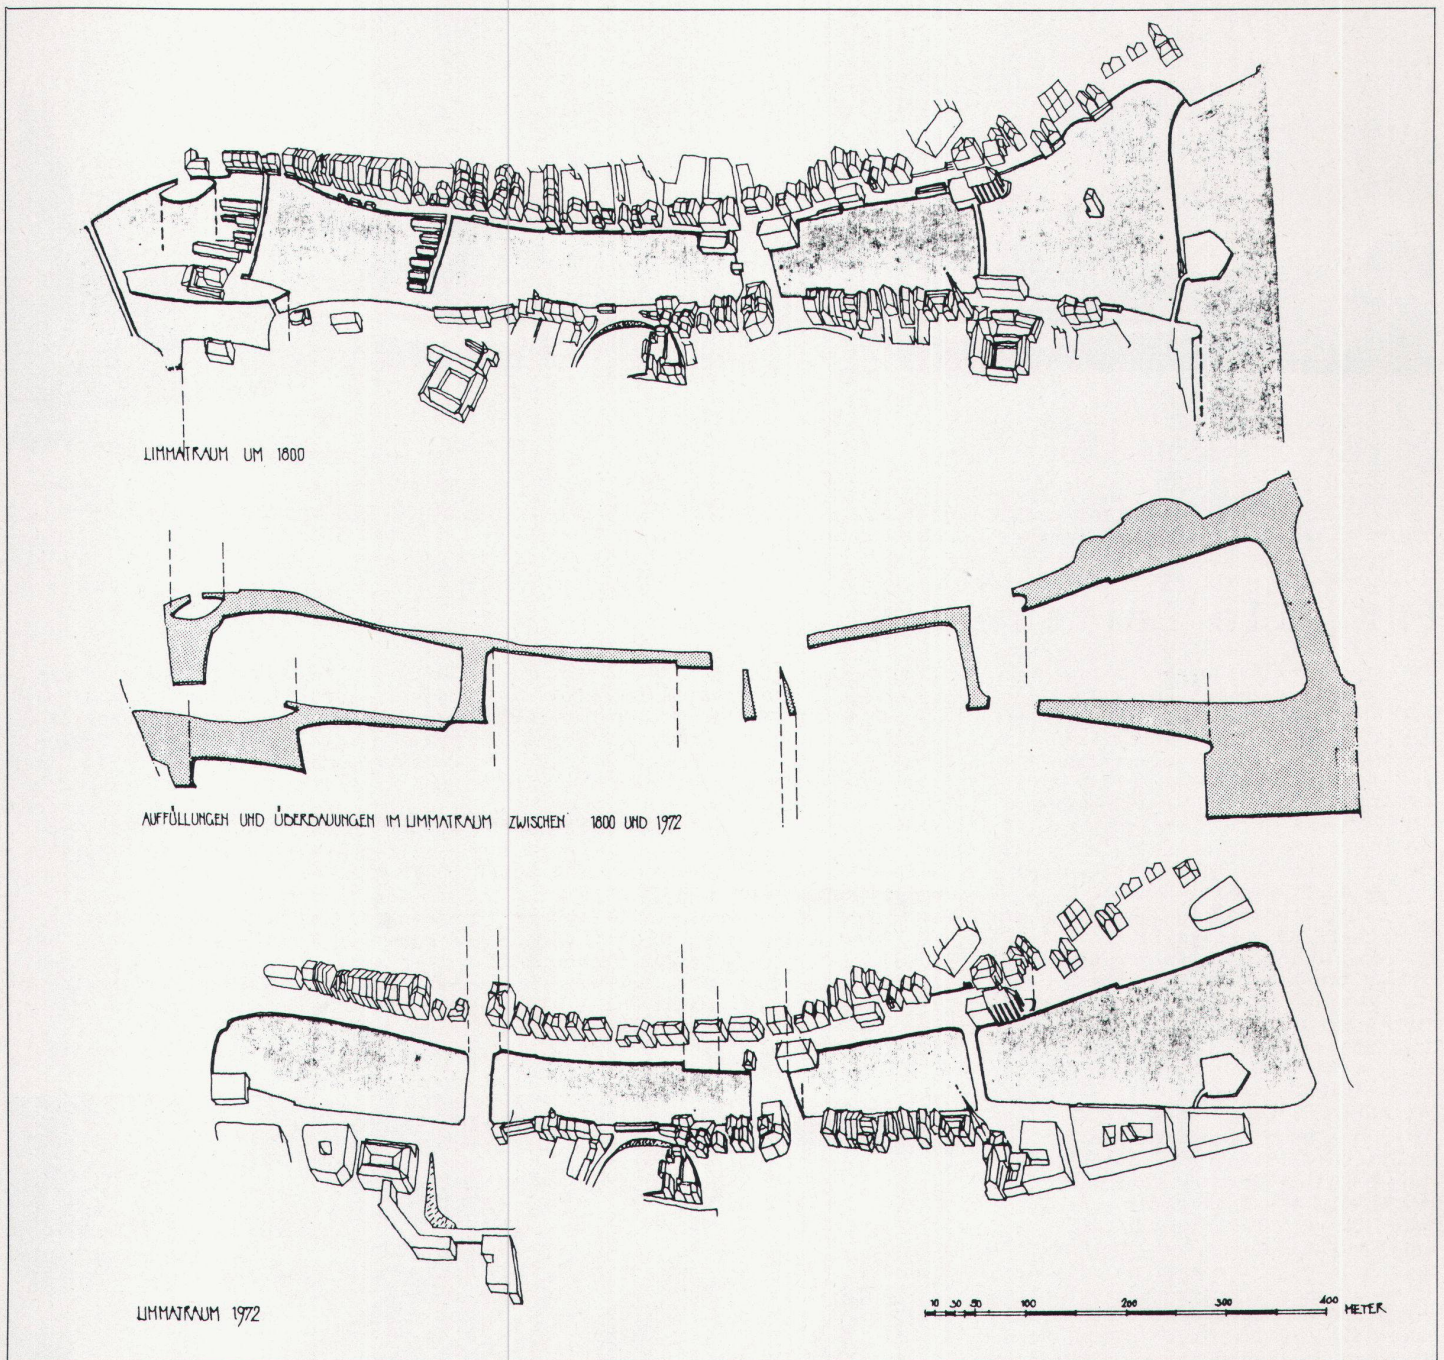 LIMMATRAUM UM 1800
AUFFÜLLUNGEN UND ÜBERBAUUNGEN IM LIMMATRAUM ZWISCHEN 1800 UND 1972
LIMMATRAUM 1972
10 30 50 100 200 300 400 METER